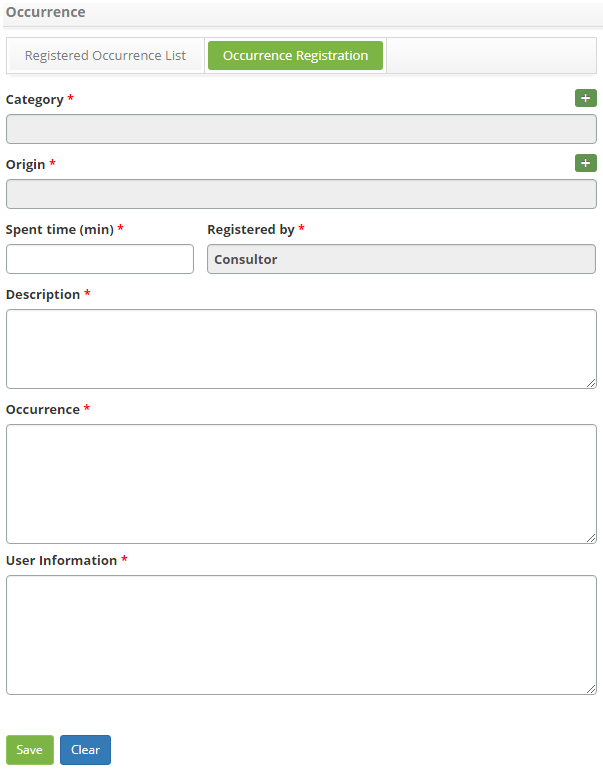 Occurrence
Registered Occurrence List Occurrence Registration
Category * +
Origin * +
Spent time (min) * Registered by *
Consultor
Description *
Occurrence *
User Information *
Save Clear